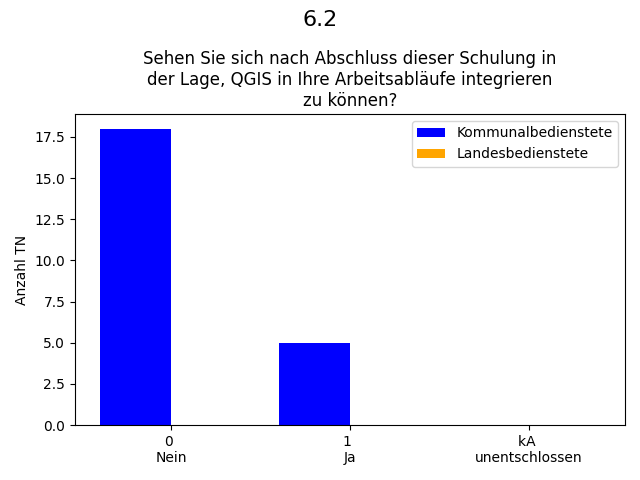 6.2
Sehen Sie sich nach Abschluss dieser Schulung in
der Lage, QGIS in Ihre Arbeitsabläufe integrieren
zu können?
Kommunalbedienstete
Landesbedienstete
Anzahl TN
17.5
15.0
12.5
10.0
7.5
5.0
2.5
0.0
0
Nein
1
Ja
kA
unentschlossen